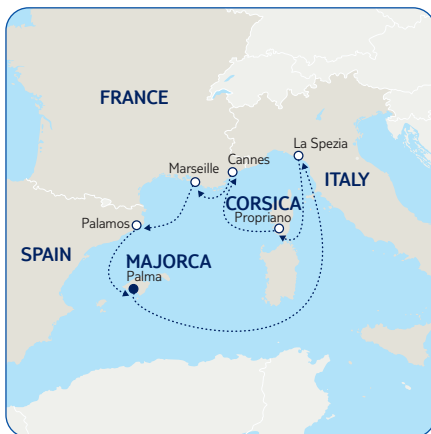 FRANCE
La Spezia
Cannes
Marseille
ITALY
CORSICA
Propriano
Palamos
SPAIN
MAJORCA
Palma